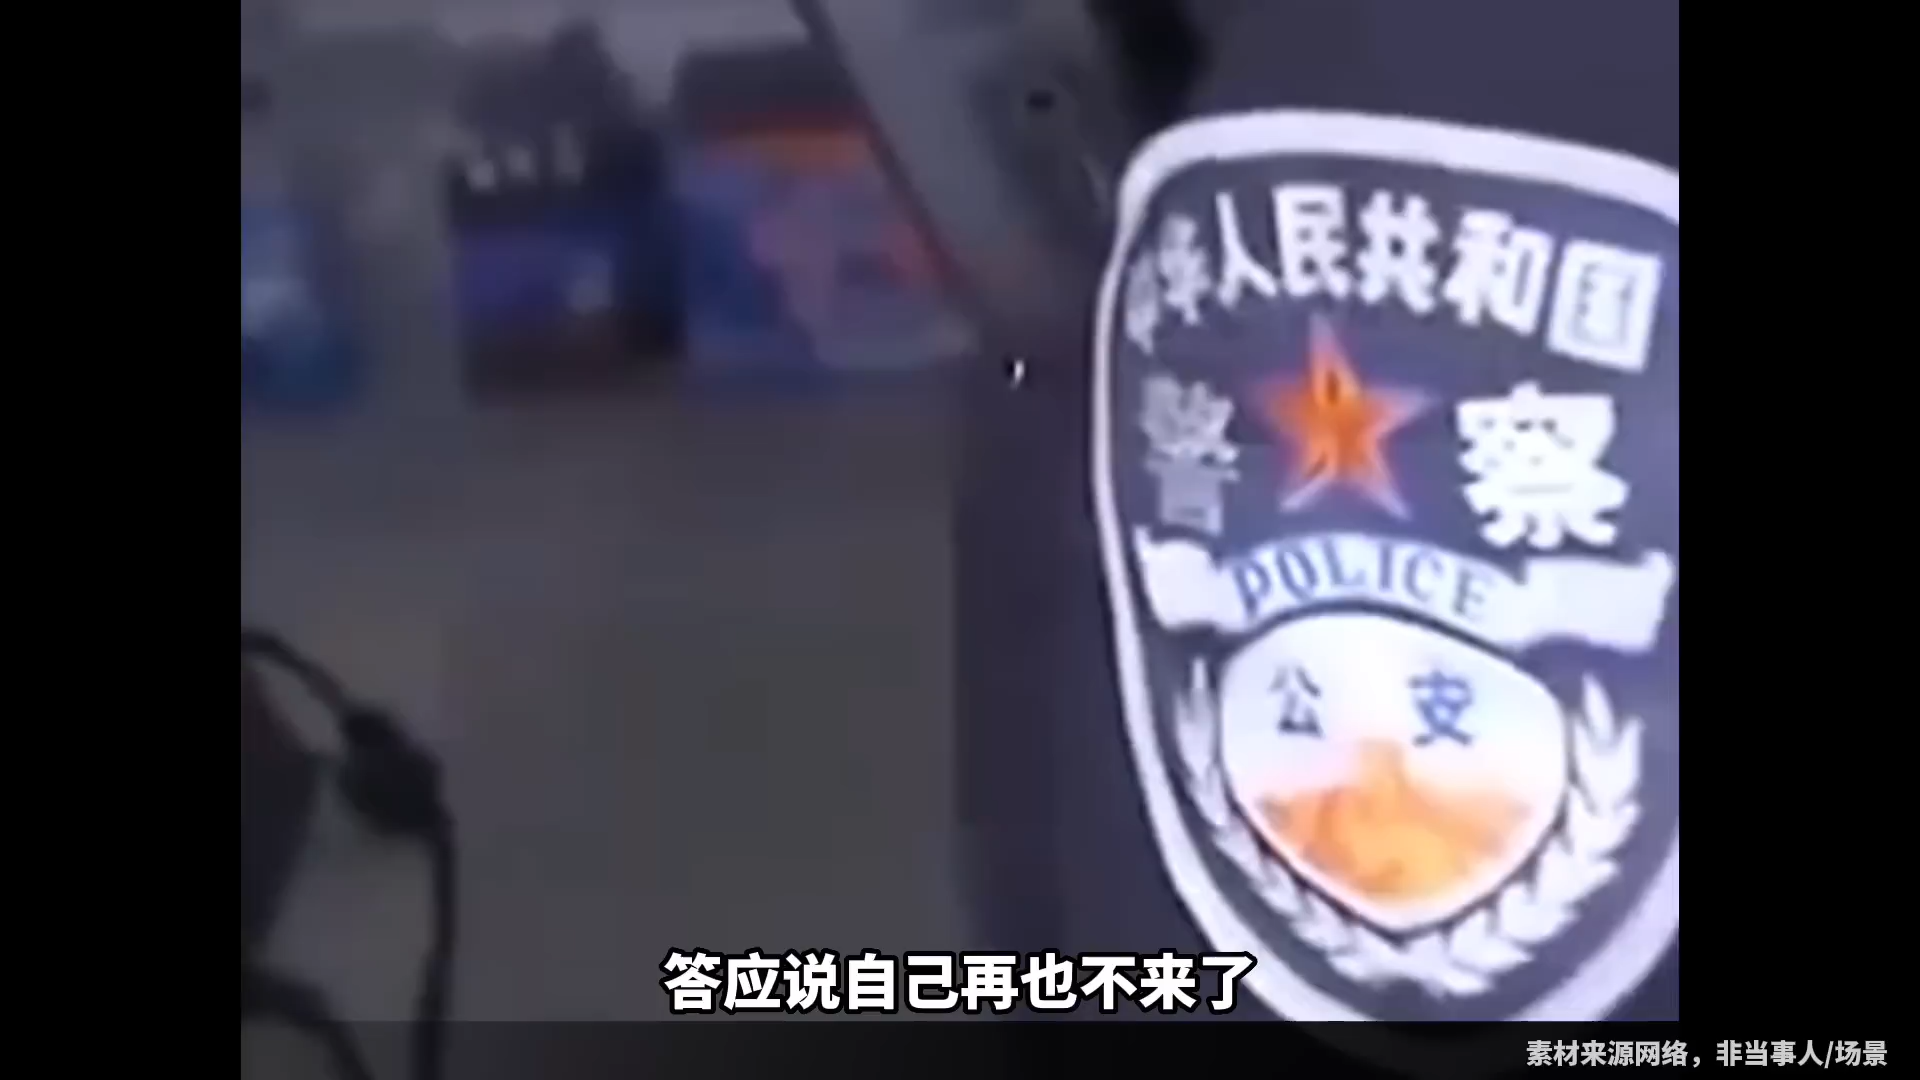 中华人民共和国
警察
POLICE
公安
答应说自己再也不来了
素材来源网络，非当事人/场景